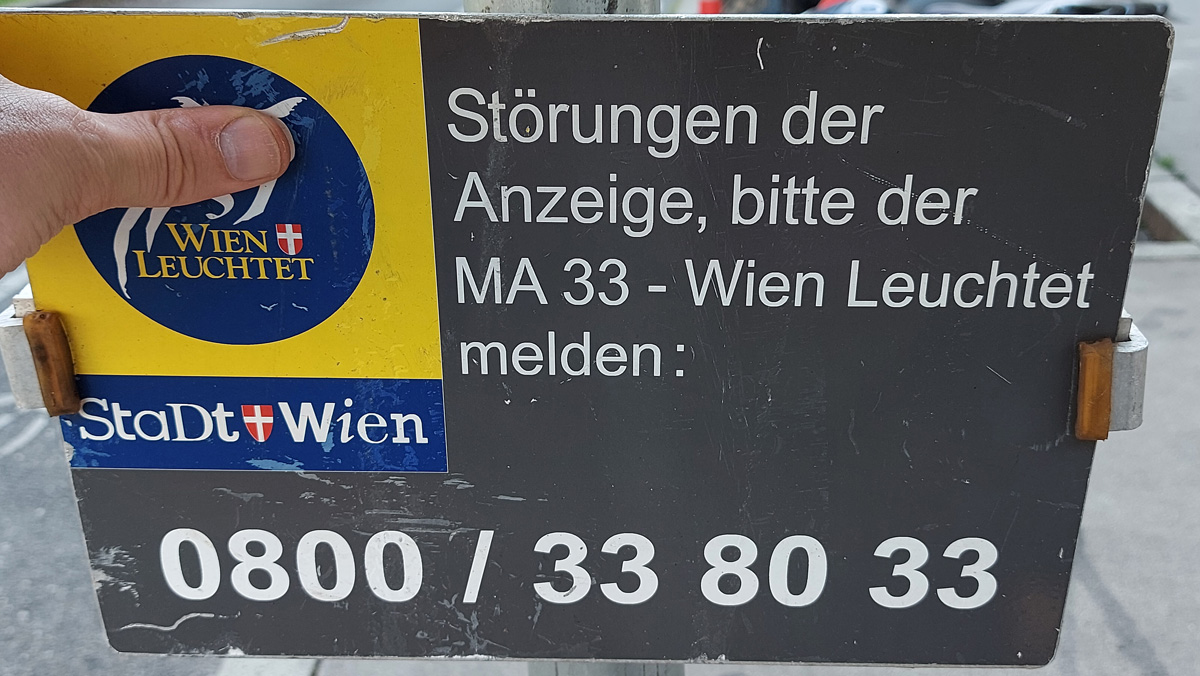 WIEN
LEUCHTET
StaDt Wien
Störungen der
Anzeige, bitte der
MA 33 - Wien Leuchtet
melden:
0800 / 33 80 33